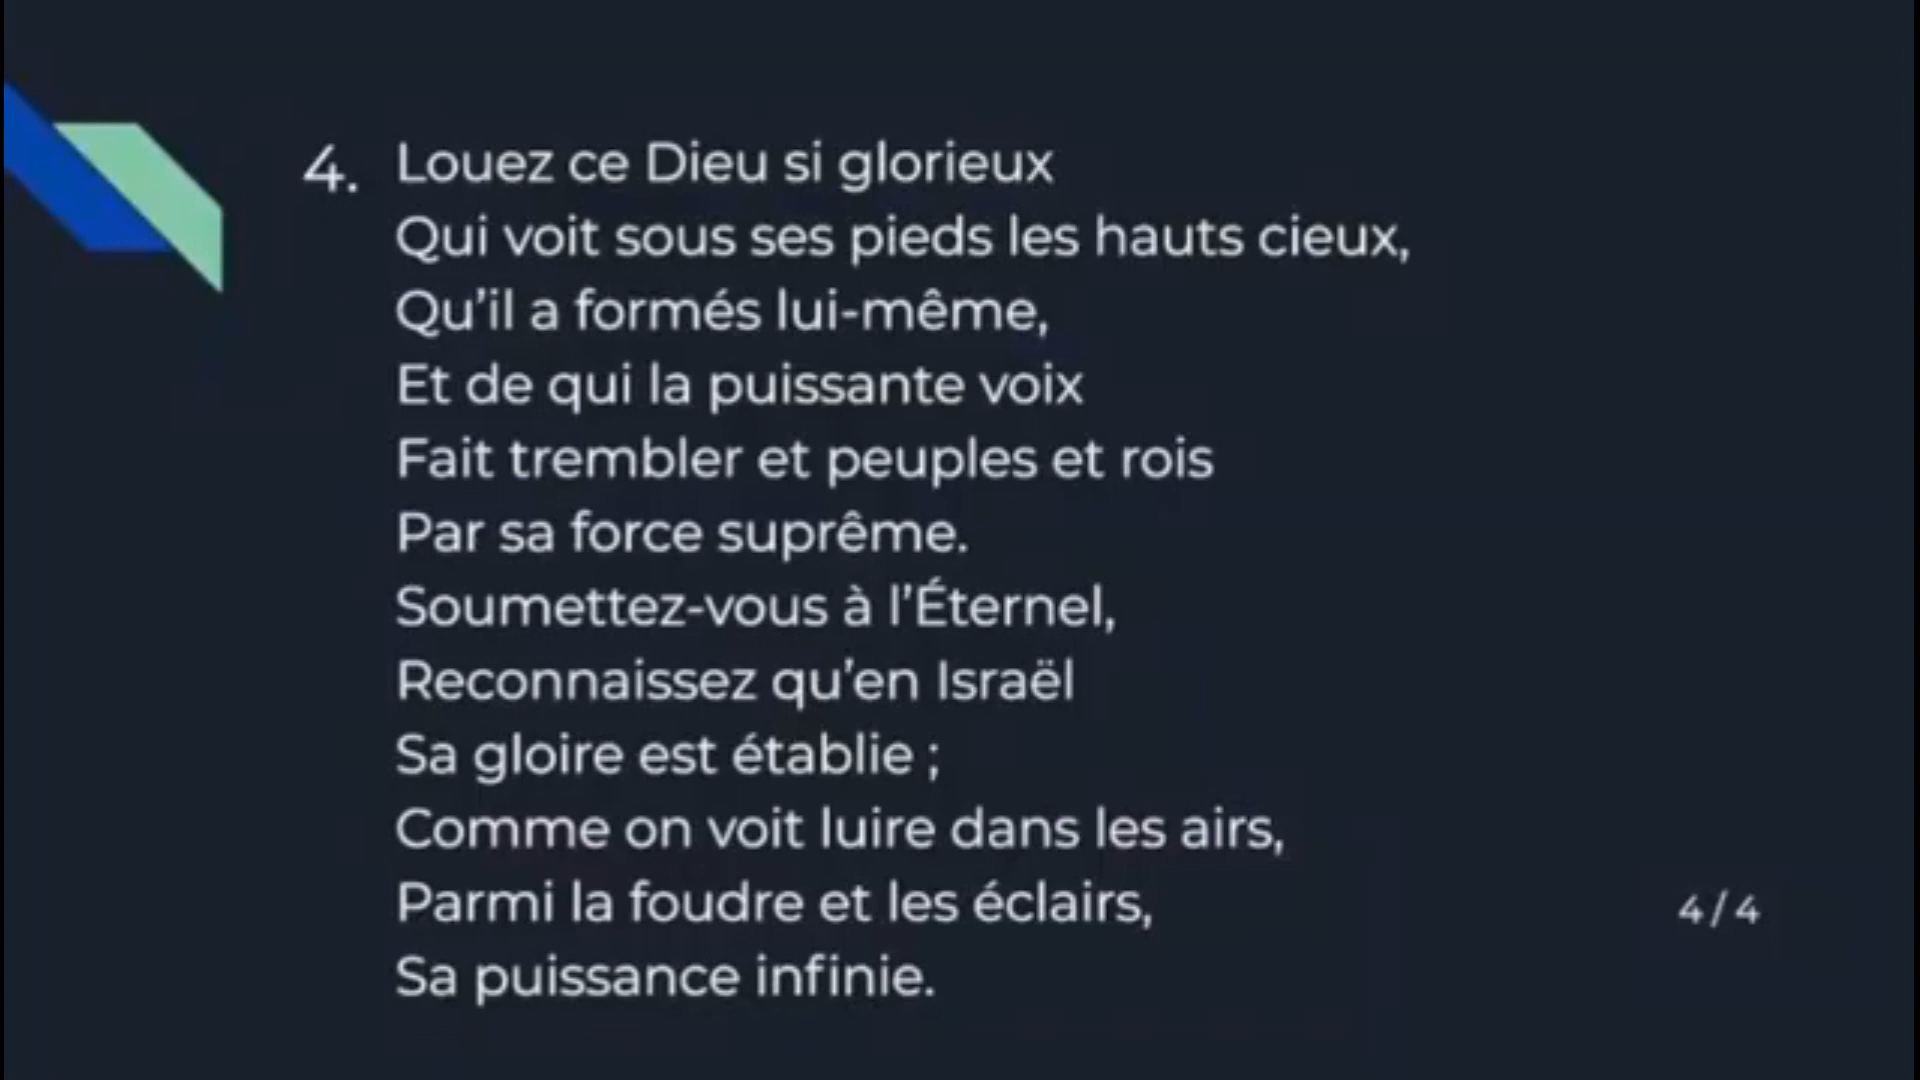 4. Louez ce Dieu si glorieux
Qui voit sous ses pieds les hauts cieux,
Qu’il a formés lui-même,
Et de qui la puissante voix
Fait trembler et peuples et rois
Par sa force suprême.
Soumettez-vous à l’Éternel,
Reconnaissez qu’en Israël
Sa gloire est établie ;
Comme on voit luire dans les airs,
Parmi la foudre et les éclairs,
Sa puissance infinie.
4 / 4